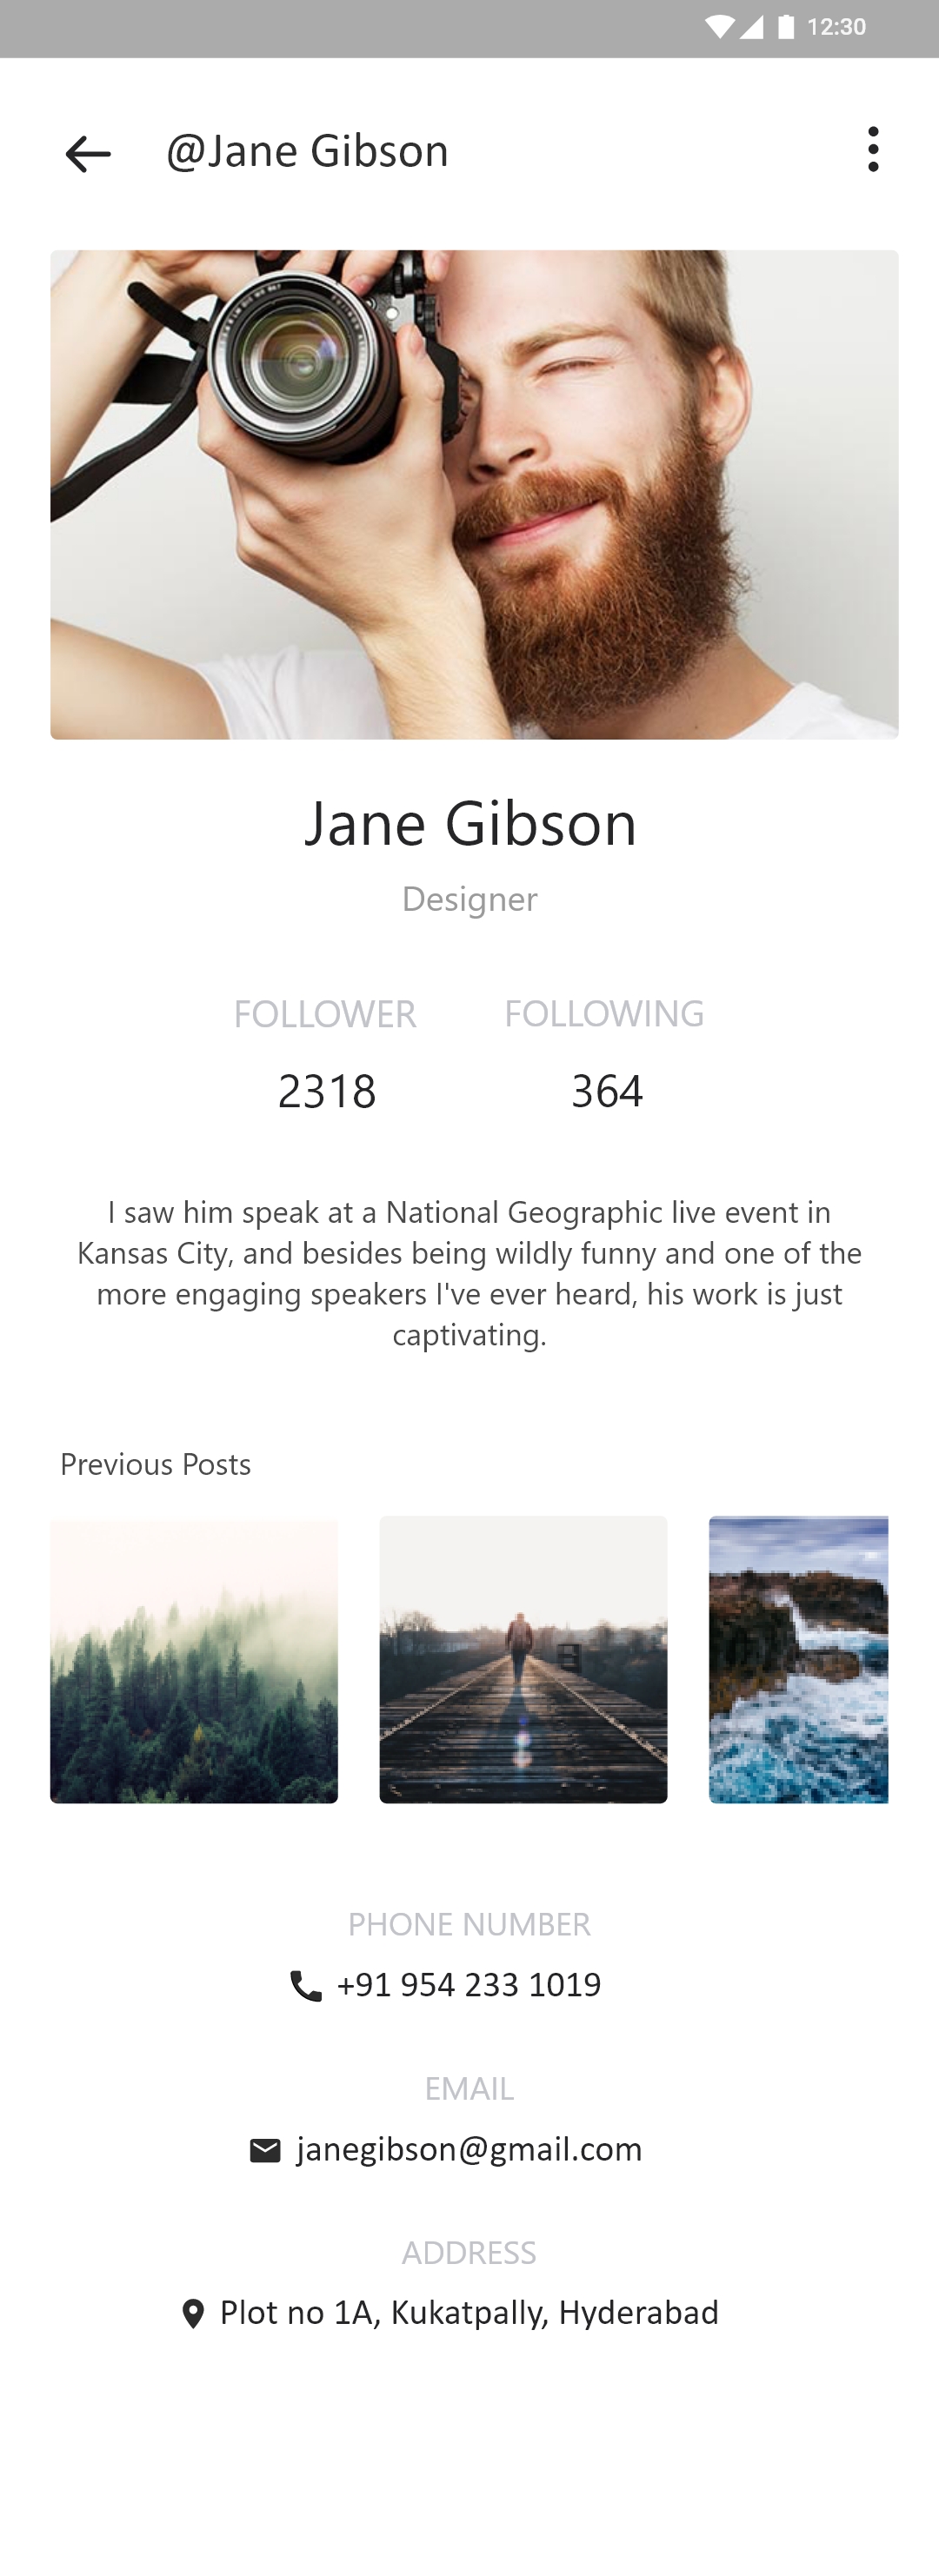 12:30
@Jane Gibson
Jane Gibson
Designer
FOLLOWER FOLLOWING
2318 364
I saw him speak at a National Geographic live event in
Kansas City, and besides being wildly funny and one of the
more engaging speakers I've ever heard, his work is just
captivating.
Previous Posts
PHONE NUMBER
+91 954 233 1019
EMAIL
janegibson@gmail.com
ADDRESS
Plot no 1A, Kukatpally, Hyderabad